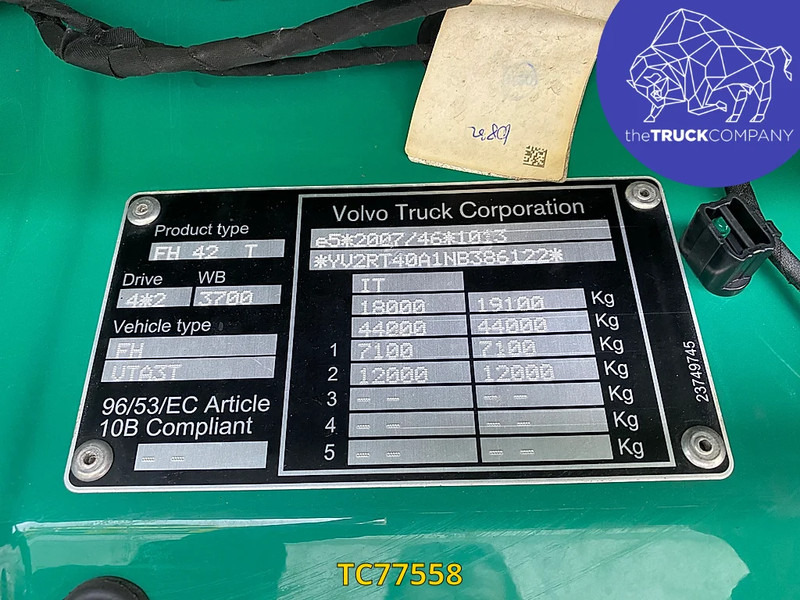 theTRUCKCOMPANY
Volvo Truck Corporation
e5*2007/46*1013
*YV2RT40A1NB386122*
Product type
FH 42 T
Drive WB
4*2 3700
Vehicle type
FH
VTA3T
96/53/EC Article
10B Compliant
-- --
IT
18000 19100 Kg
44000 44000 Kg
1 7100 7100 Kg
2 12000 12000 Kg
3 -- -- -- -- Kg
4 -- -- -- -- Kg
5 -- -- -- -- Kg
23749745
TC77558